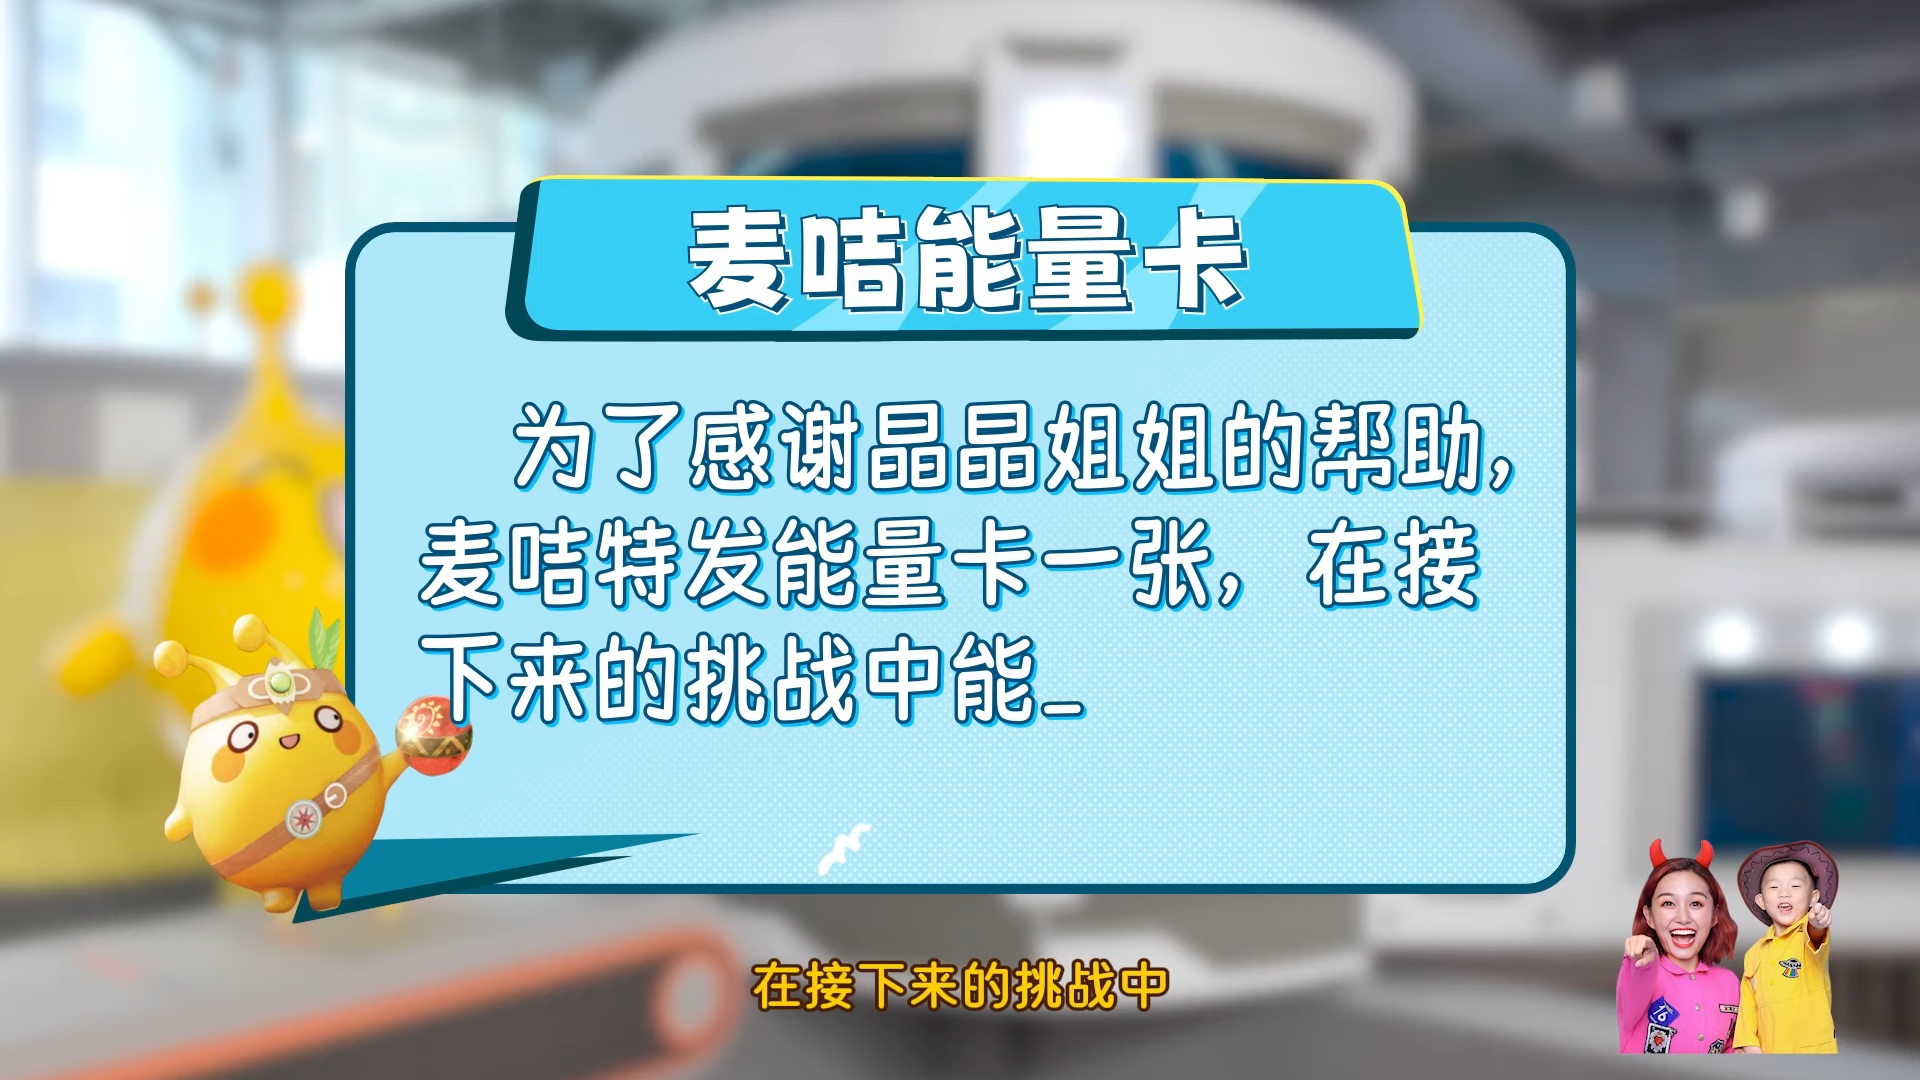 麦咭能量卡
为了感谢晶晶姐姐的帮助,
麦咭特发能量卡一张,在接
下来的挑战中能_
在接下来的挑战中